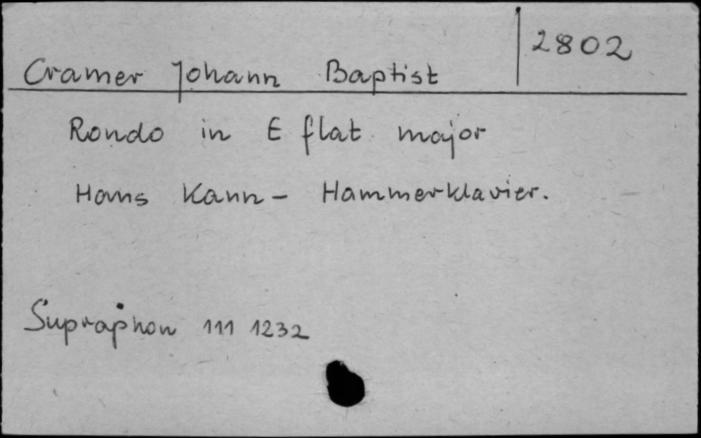 2802
Cramer Johann Baptist
Rondo in E flat major
Hans Kann - Hammerklavier.
Supraphon 111 1232